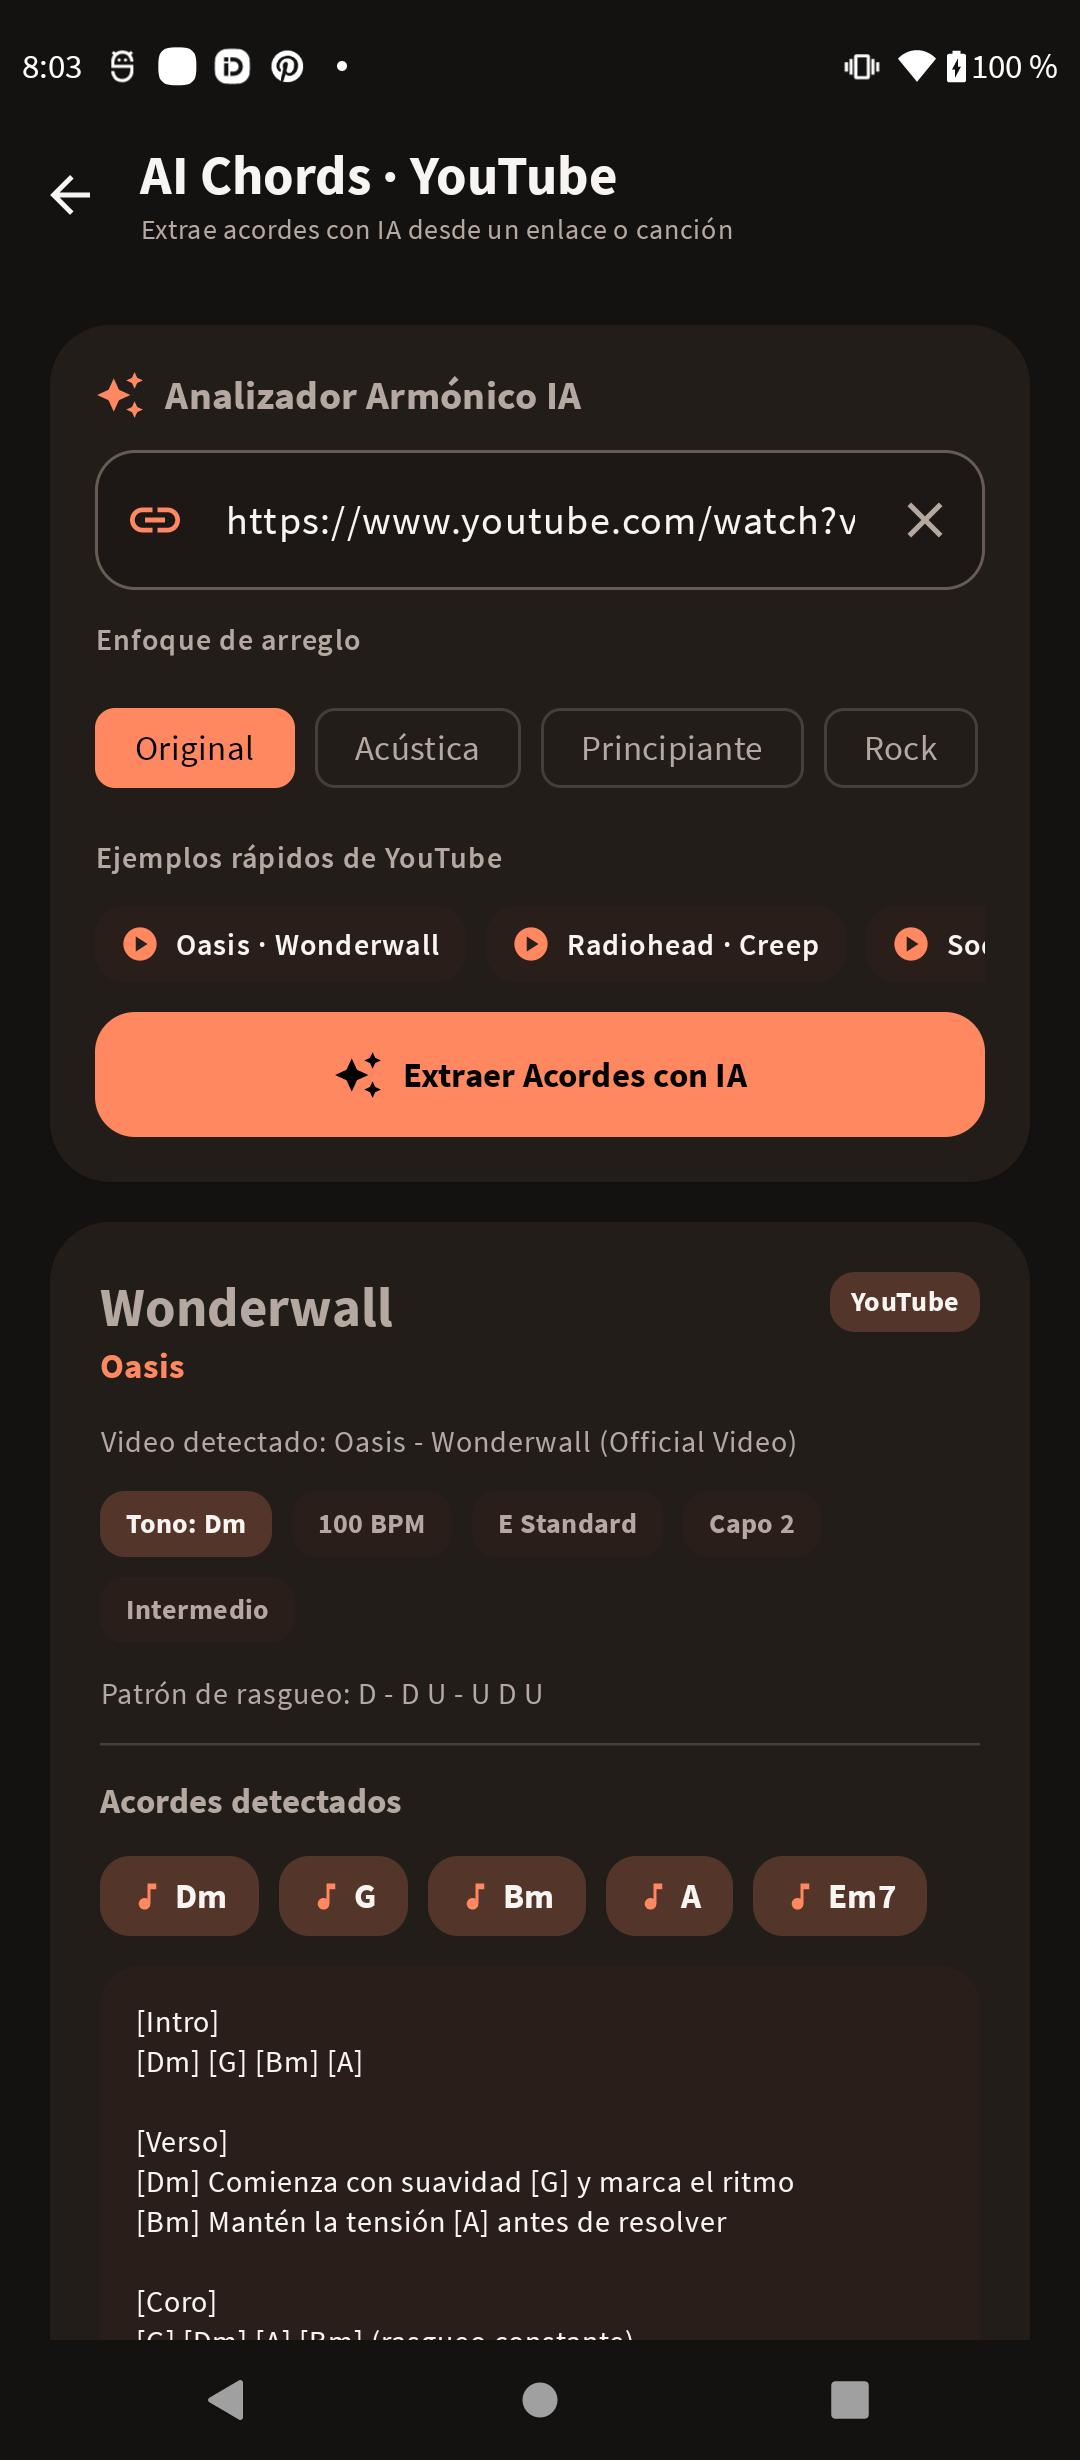 8:03
100 %
AI Chords · YouTube
Extrae acordes con IA desde un enlace o canción
Analizador Armónico IA
https://www.youtube.com/watch?v
Enfoque de arreglo
Original
Acústica
Principiante
Rock
Ejemplos rápidos de YouTube
Oasis · Wonderwall
Radiohead · Creep
Extraer Acordes con IA
Wonderwall
YouTube
Oasis
Video detectado: Oasis - Wonderwall (Official Video)
Tono: Dm
100 BPM
E Standard
Capo 2
Intermedio
Patrón de rasgueo: D - D U - U D U
Acordes detectados
Dm
G
Bm
A
Em7
[Intro]
[Dm] [G] [Bm] [A]
[Verso]
[Dm] Comienza con suavidad [G] y marca el ritmo
[Bm] Mantén la tensión [A] antes de resolver
[Coro]
[G] [Dm] [A] [Bm] (rasgueo constante)